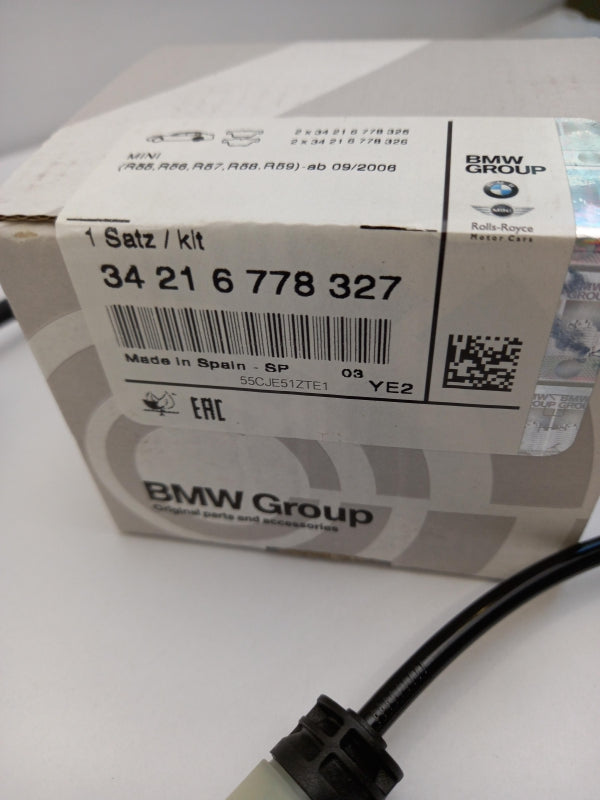 2 x 34 21 6 778 326
2 x 34 21 6 778 326
MINI
(R55, R56, R57, R58, R59)-ab 09/2006
BMW
GROUP
MINI
Rolls-Royce
Motor Cars
1 Satz / kit
34 21 6 778 327
Made in Spain - SP
03
55CJE51ZTE1
YE2
EAC
BMW Group
Original parts and accessories